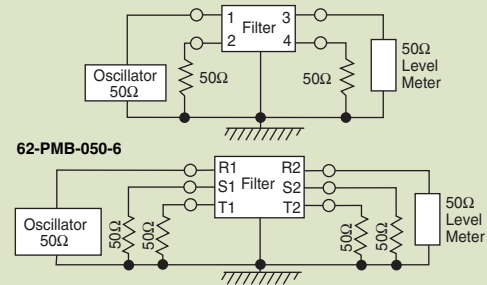 1 Filter 3
2 4
50Ω 50Ω
Oscillator
50Ω
50Ω
Level
Meter
62-PMB-050-6
R1 R2
S1 Filter S2
T1 T2
Oscillator
50Ω
50Ω 50Ω 50Ω 50Ω
50Ω
Level
Meter